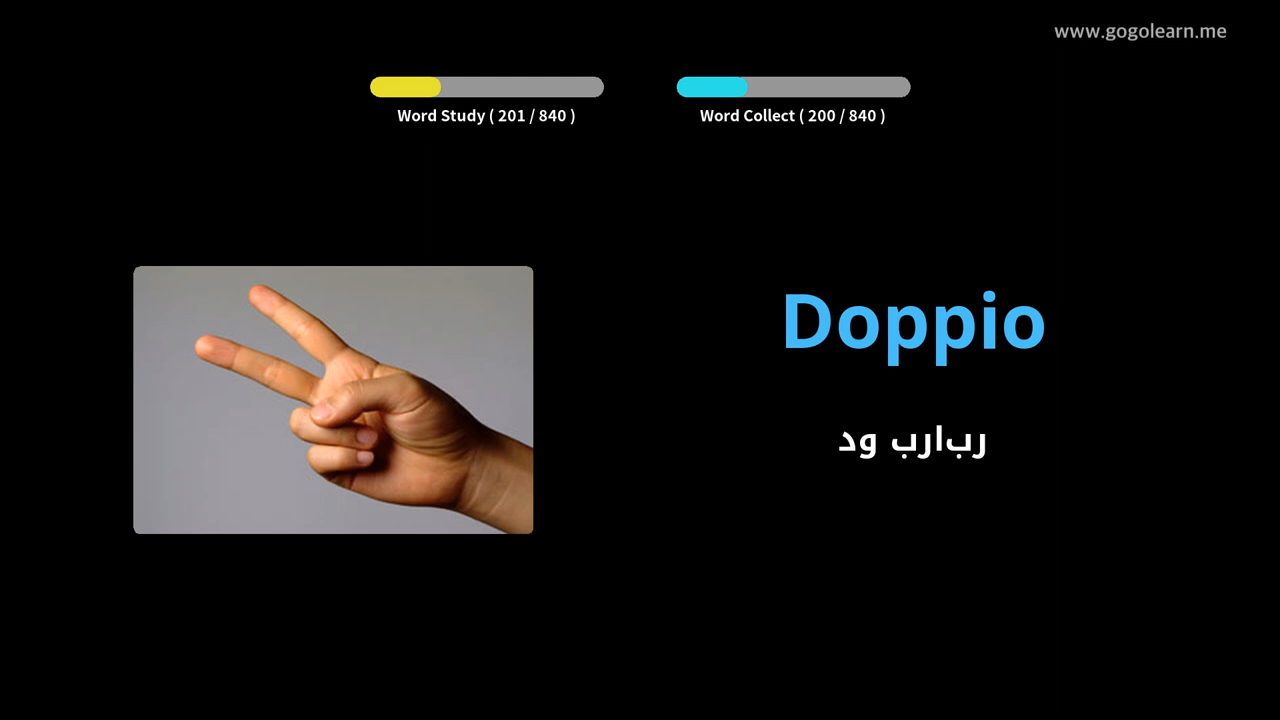 www.gogolearn.me
Word Study ( 201 / 840 )
Word Collect ( 200 / 840 )
Doppio
ربارب ود